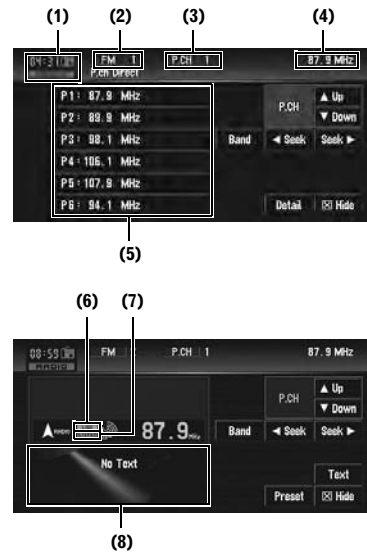 (1) (2) (3) (4)
04:31 FM 1 P.CH 1 87.9 MHz
P.ch Direct
P1: 87.9 MHz
P2: 89.9 MHz
P3: 98.1 MHz
P4: 106.1 MHz
P5: 107.9 MHz
P6: 94.1 MHz
P.CH ▲ Up
▼ Down
Band ◄ Seek Seek ►
Detail Hide
(5)
(6) (7)
08:59 FM P.CH 1 87.9 MHz
RADIO
P.CH ▲ Up
▼ Down
RADIO 87.9 MHz Band ◄ Seek Seek ►
No Text
Text
Preset Hide
(8)